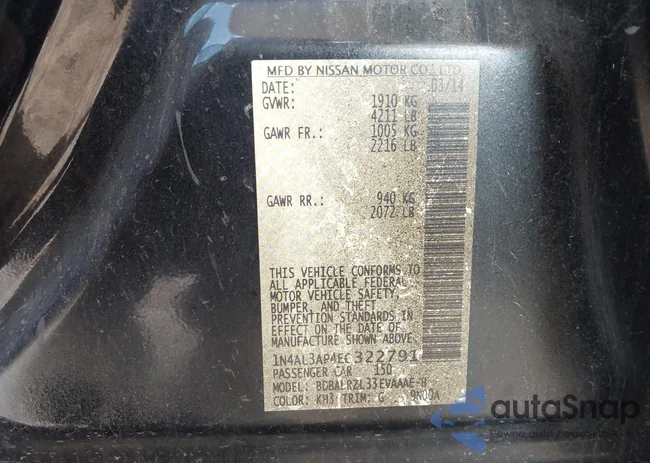 MFD BY NISSAN MOTOR CO., LTD.
DATE: 03/14
GVWR: 1910 KG
4211 LB
GAWR FR.: 1005 KG
2216 LB
GAWR RR.: 940 KG
2072 LB
THIS VEHICLE CONFORMS TO
ALL APPLICABLE FEDERAL
MOTOR VEHICLE SAFETY,
BUMPER, AND THEFT
PREVENTION STANDARDS IN
EFFECT ON THE DATE OF
MANUFACTURE SHOWN ABOVE.
1N4AL3AP4EC322791
PASSENGER CAR 150
MODEL: BDBALRZL33EVAAAE-H
COLOR: KH3 TRIM: G
autoSnap